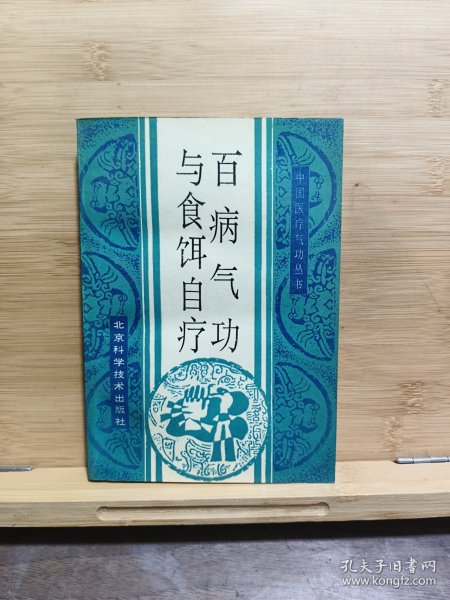 百病气功
与食饵自疗
中国医疗气功丛书
北京科学技术出版社
孔夫子旧书网
www.kongfz.com